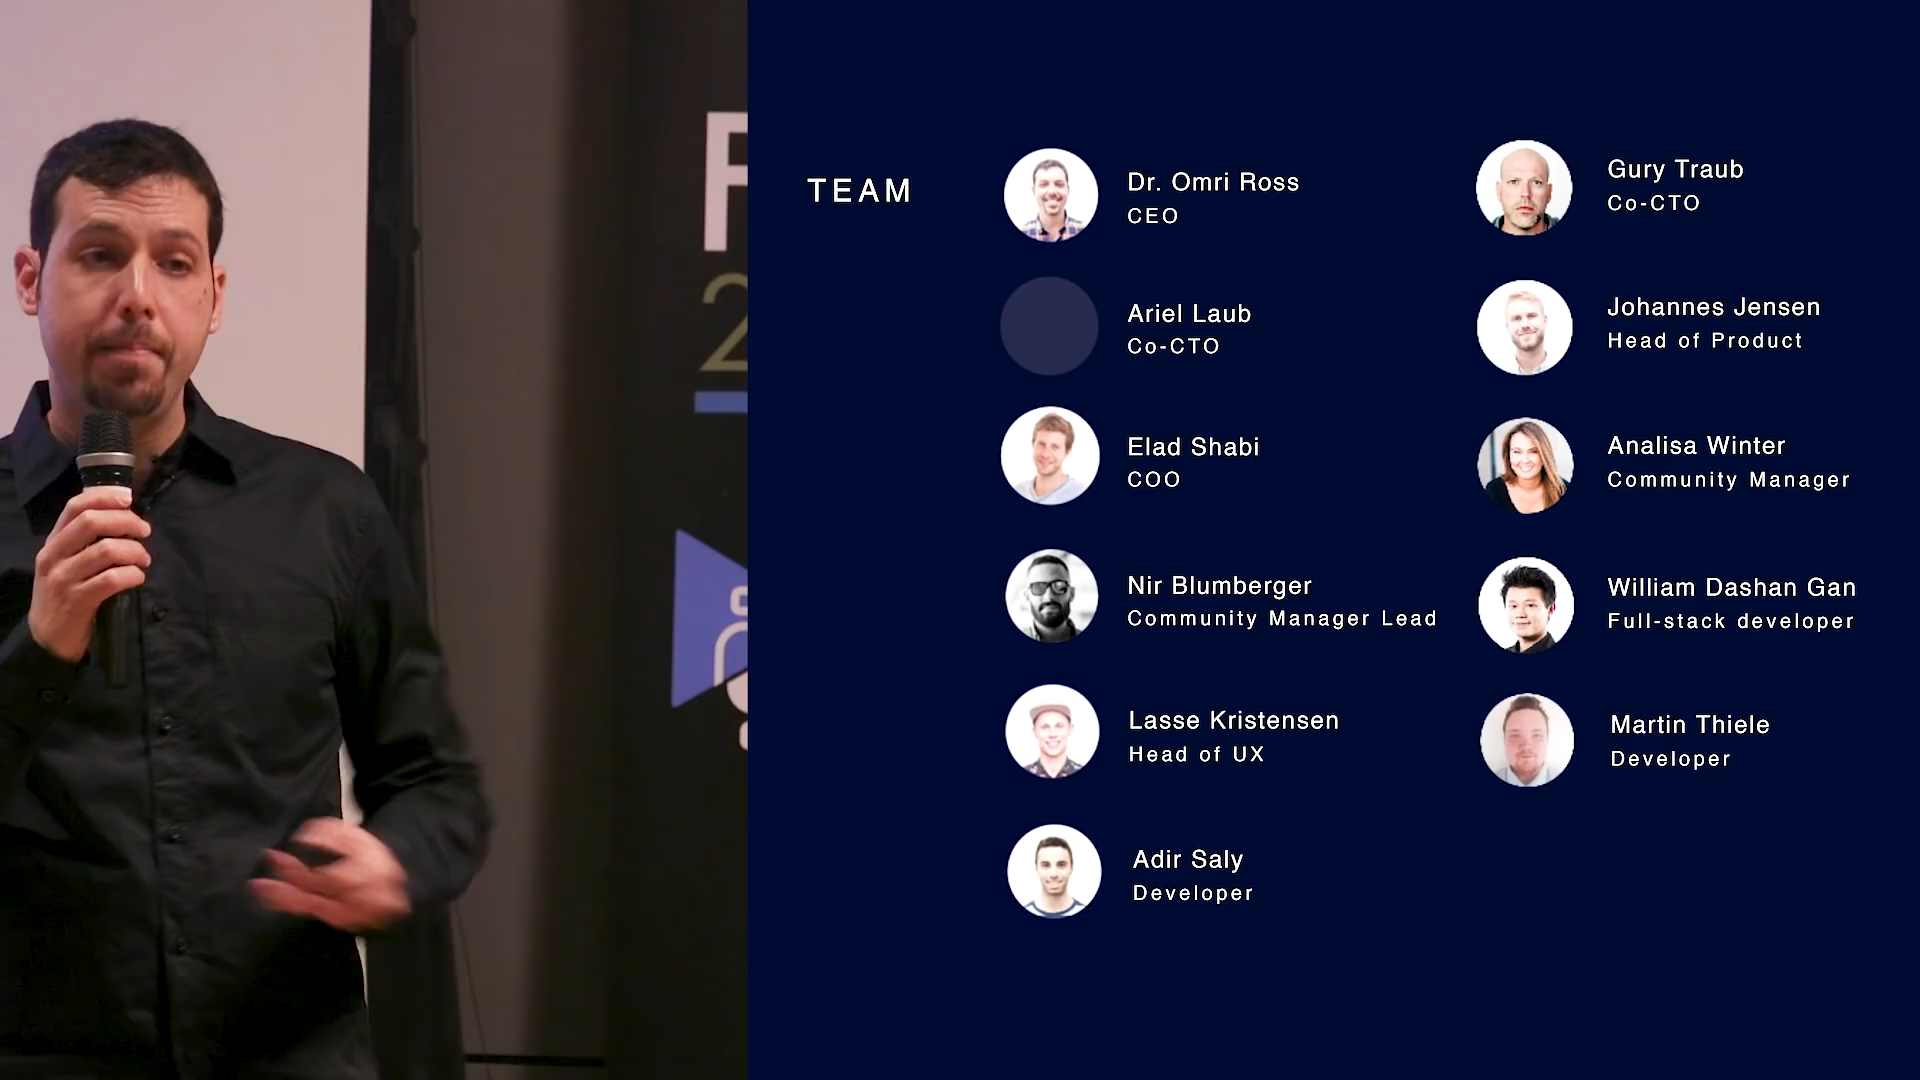 TEAM
Dr. Omri Ross
CEO
Ariel Laub
Co-CTO
Elad Shabi
COO
Nir Blumberger
Community Manager Lead
Lasse Kristensen
Head of UX
Adir Saly
Developer
Gury Traub
Co-CTO
Johannes Jensen
Head of Product
Analisa Winter
Community Manager
William Dashan Gan
Full-stack developer
Martin Thiele
Developer